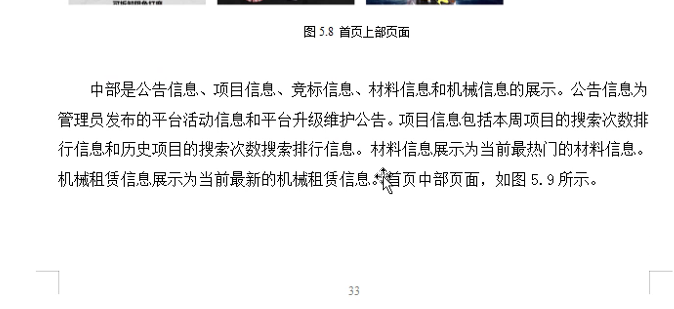 图 5.8 首页上部页面
中部是公告信息、项目信息、竞标信息、材料信息和机械信息的展示。公告信息为
管理员发布的平台活动信息和平台升级维护公告。项目信息包括本周项目的搜索次数排
行信息和历史项目的搜索次数搜索排行信息。材料信息展示为当前最热门的材料信息。
机械租赁信息展示为当前最新的机械租赁信息。首页中部页面，如图 5.9 所示。
33